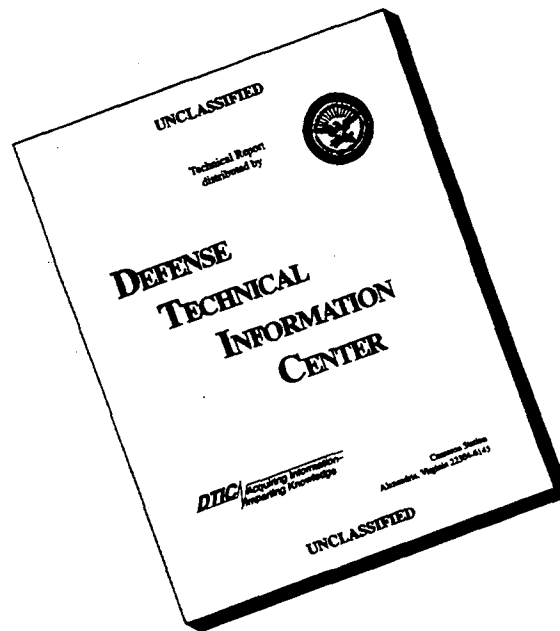 UNCLASSIFIED
Technical Report
distributed by
DEFENSE
TECHNICAL
INFORMATION
CENTER
DTIC
Acquiring Information-
Imparting Knowledge
Cameron Station
Alexandria, Virginia 22304-6145
UNCLASSIFIED